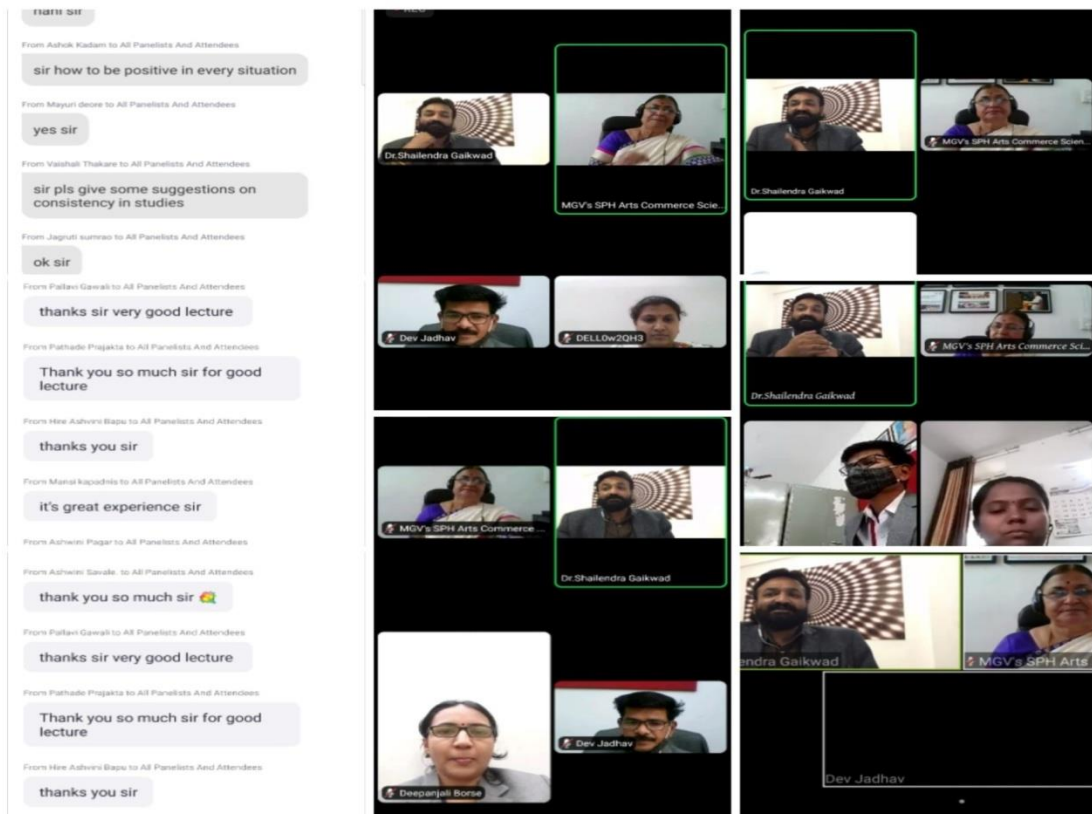 nani sir
From Ashok Kadam to All Panelists And Attendees
sir how to be positive in every situation
From Mayuri deore to All Panelists And Attendees
yes sir
From Vaishali Thakare to All Panelists And Attendees
sir pls give some suggestions on
consistency in studies
From Jagruti sumrao to All Panelists And Attendees
ok sir
From Pallavi Gawali to All Panelists And Attendees
thanks sir very good lecture
From Pathade Prajakta to All Panelists And Attendees
Thank you so much sir for good
lecture
From Hire Ashvini Bapu to All Panelists And Attendees
thanks you sir
From Mansi kapadnis to All Panelists And Attendees
it's great experience sir
From Ashwini Pagar to All Panelists And Attendees
From Ashwini Savale. to All Panelists And Attendees
thank you so much sir 💐
From Pallavi Gawali to All Panelists And Attendees
thanks sir very good lecture
From Pathade Prajakta to All Panelists And Attendees
Thank you so much sir for good
lecture
From Hire Ashvini Bapu to All Panelists And Attendees
thanks you sir
Dr.Shailendra Gaikwad
MGV's SPH Arts Commerce Scie...
Dev Jadhav
DELL0w2QH3
MGV's SPH Arts Commerce ...
Dr.Shailendra Gaikwad
Deepanjali Borse
Dev Jadhav
Dr.Shailendra Gaikwad
MGV's SPH Arts Commerce Scien...
Dr.Shailendra Gaikwad
MGV's SPH Arts Commerce Sci...
endra Gaikwad
MGV's SPH Arts
Dev Jadhav